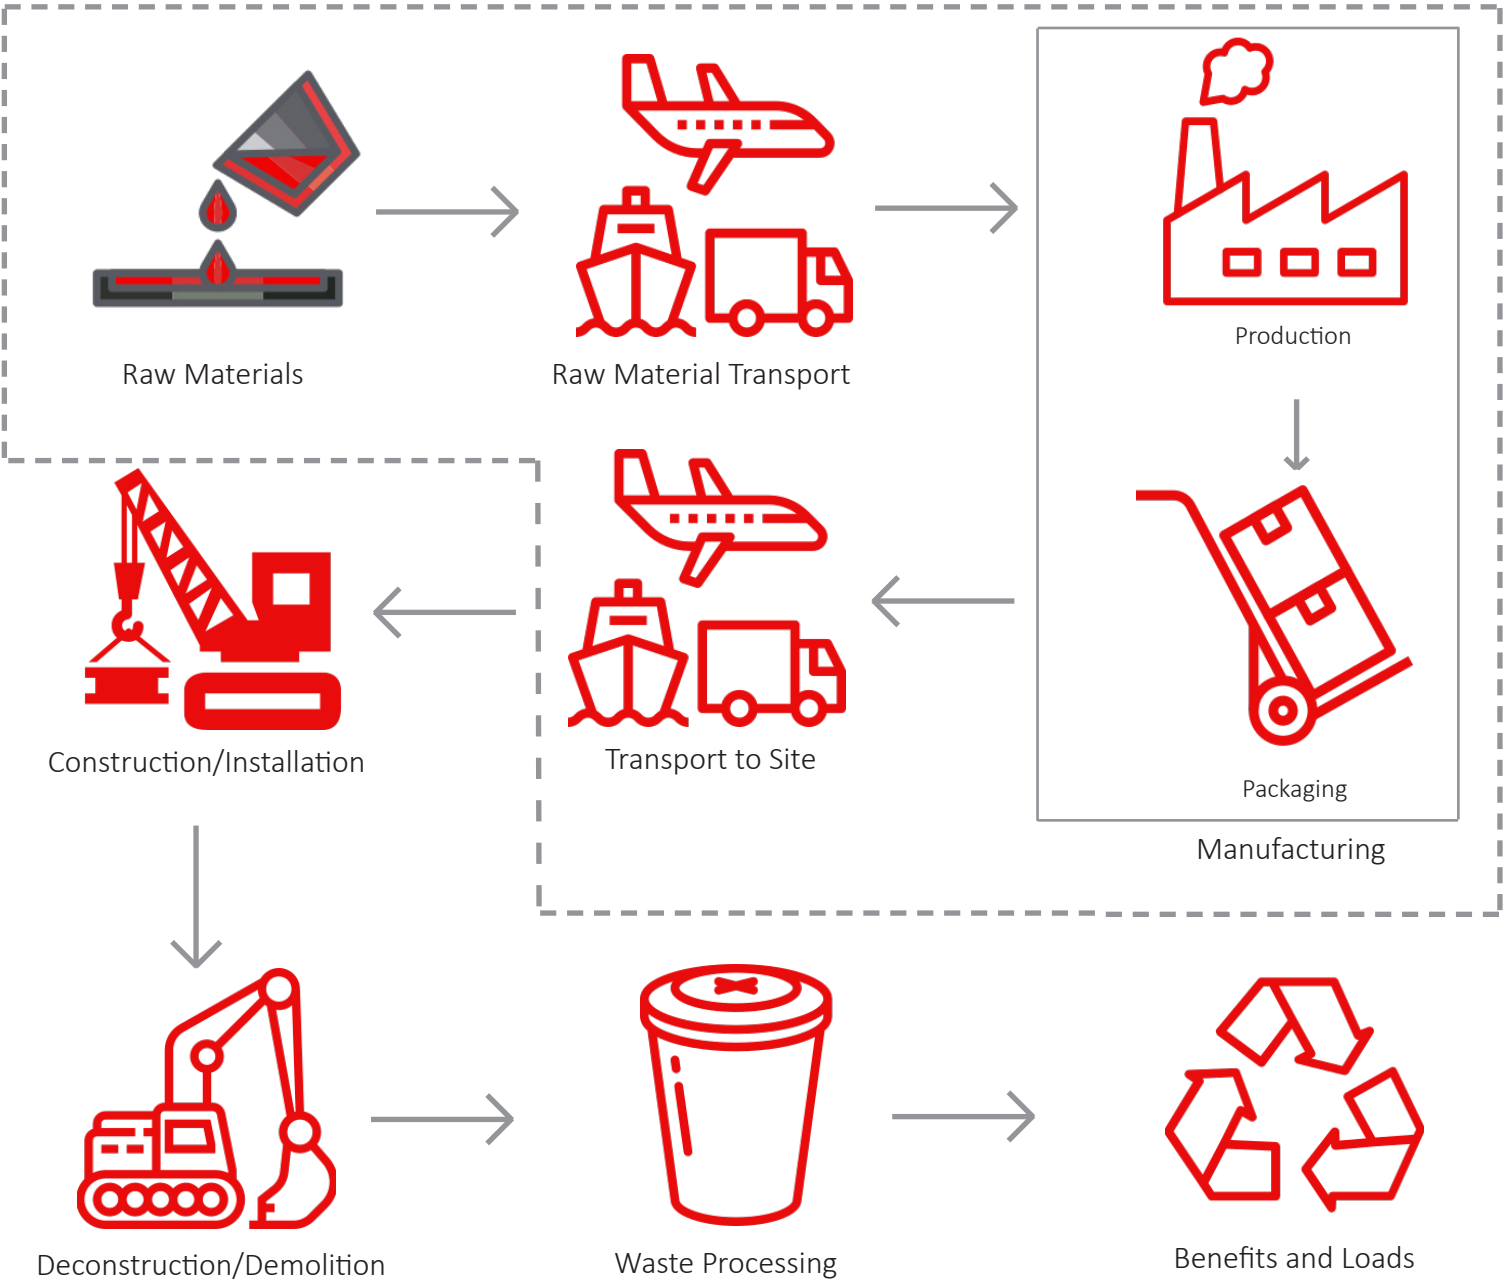 Raw Materials
Raw Material Transport
Production
Packaging
Manufacturing
Transport to Site
Construction/Installation
Deconstruction/Demolition
Waste Processing
Benefits and Loads